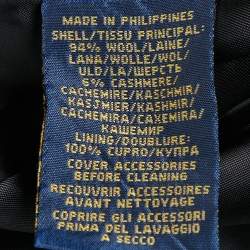 MADE IN PHILIPPINES
SHELL/TISSU PRINCIPAL:
94% WOOL/LAINE/
LANA/WOLLE/WOL/
ULD/LA/ШЕРСТЬ
6% CASHMERE/
CACHEMIRE/KASCHMIR/
KASJMIER/KASHMIR/
CACHEMIRA/CAXEMIRA/
КАШЕМИР
LINING/DOUBLURE:
100% CUPRO/КУПРА
COVER ACCESSORIES
BEFORE CLEANING
RECOUVRIR ACCESSOIRES
AVANT NETTOYAGE
COPRIRE GLI ACCESSORI
PRIMA DEL LAVAGGIO
A SECCO